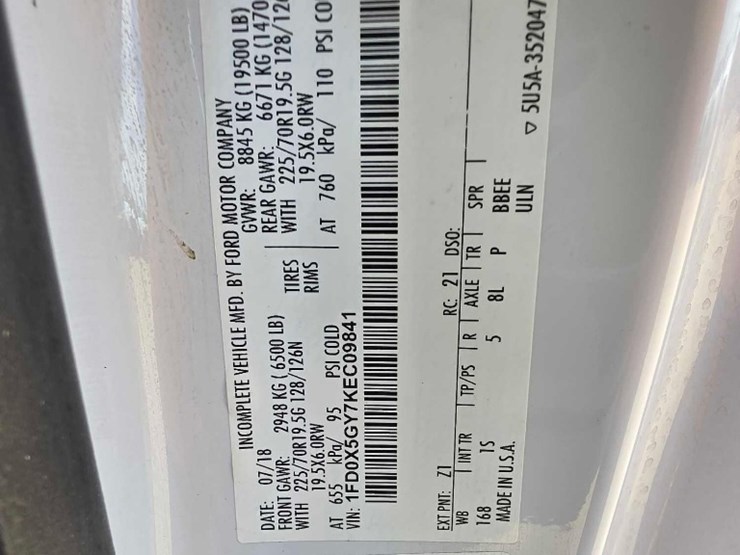 INCOMPLETE VEHICLE MFD. BY FORD MOTOR COMPANY
DATE: 07/18 GVWR: 8845 KG (19500 LB)
FRONT GAWR: 2948 KG (6500 LB) REAR GAWR: 6671 KG (1470
WITH 225/70R19.5G 128/126N TIRES WITH 225/70R19.5G 128/126
19.5X6.0RW RIMS 19.5X6.0RW
AT 655 kPa/ 95 PSI COLD AT 760 kPa/ 110 PSI CO
VIN: 1FD0X5GY7KEC09841
EXT PNT: Z1 RC: 21 DSO:
WB INT TR TP/PS R AXLE TR SPR
168 1S 5 8L P BBEE
MADE IN U.S.A. ULN
▽ 5U5A-352047